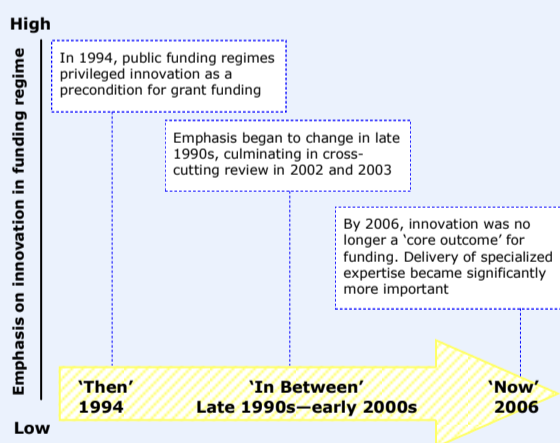 High
Emphasis on innovation in funding regime
In 1994, public funding regimes
privileged innovation as a
precondition for grant funding
Emphasis began to change in late
1990s, culminating in cross-
cutting review in 2002 and 2003
By 2006, innovation was no
longer a ‘core outcome’ for
funding. Delivery of specialized
expertise became significantly
more important
‘Then’
1994
‘In Between’
Late 1990s—early 2000s
‘Now’
2006
Low